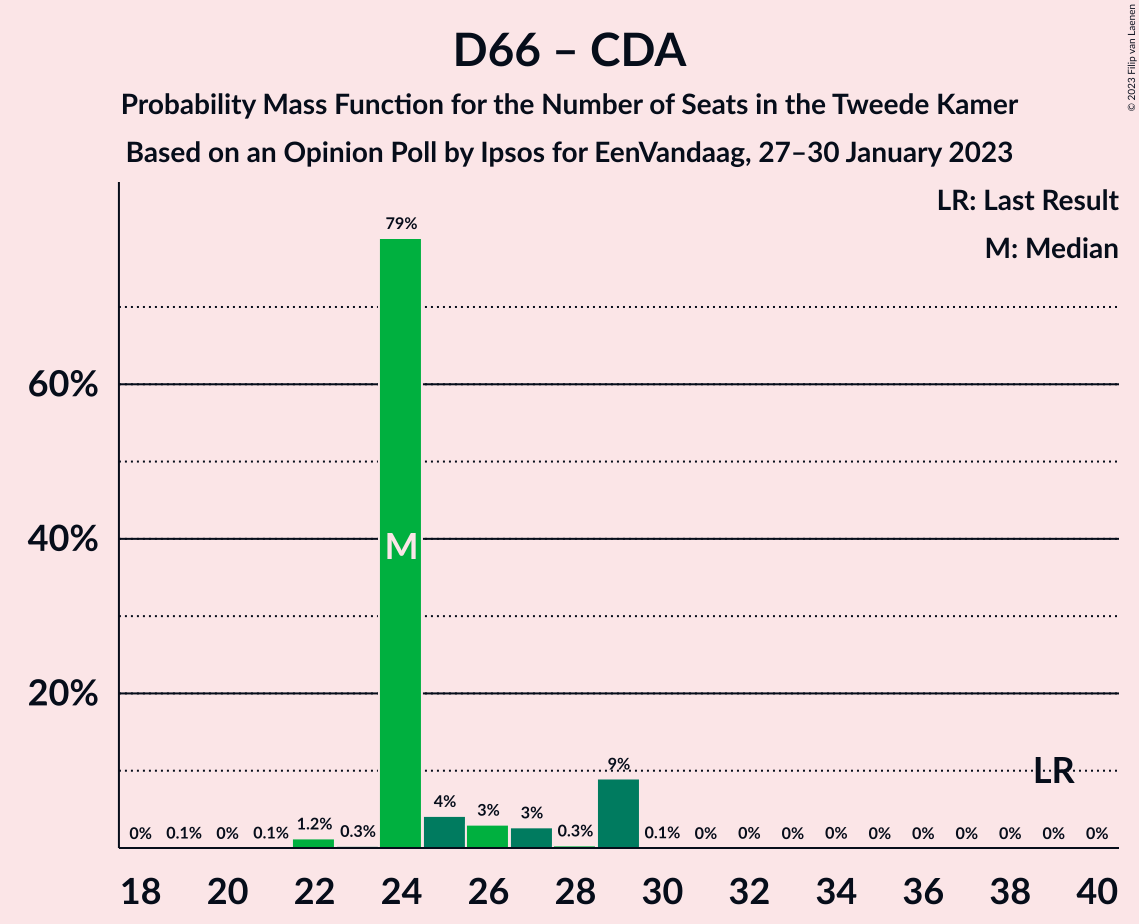 D66 – CDA
Probability Mass Function for the Number of Seats in the Tweede Kamer
Based on an Opinion Poll by Ipsos for EenVandaag, 27–30 January 2023
© 2023 Filip van Laenen
LR: Last Result
M: Median
60%
40%
20%
0% 0.1% 0% 0.1% 1.2% 0.3% 79% 4% 3% 3% 0.3% 9% 0.1% 0% 0% 0% 0% 0% 0% 0% 0% 0% 0%
M
LR
18 20 22 24 26 28 30 32 34 36 38 40